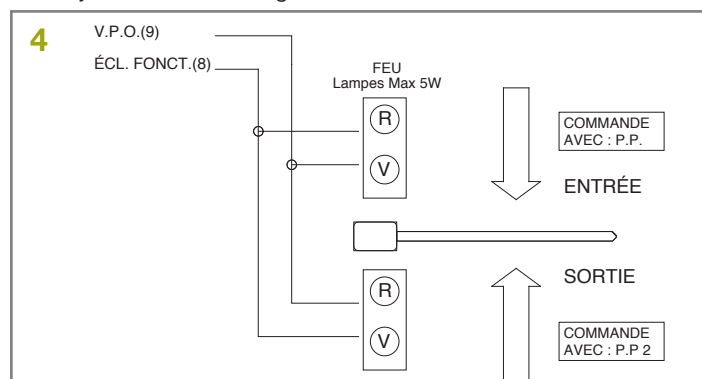 4
V.P.O.(9)
ÉCL. FONCT.(8)
FEU
Lampes Max 5W
R
V
COMMANDE
AVEC : P.P.
ENTRÉE
SORTIE
R
V
COMMANDE
AVEC : P.P 2